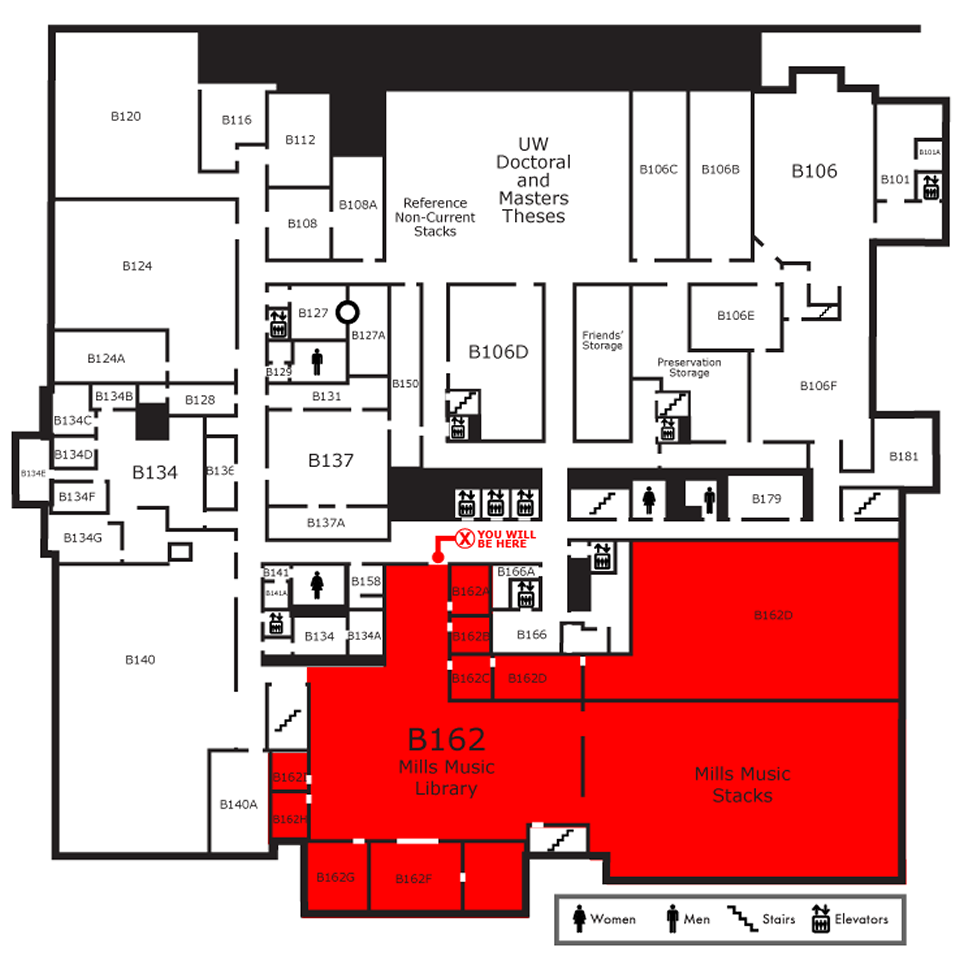 B120
B116
B112
UW
Doctoral
and
Masters
Theses
B106C
B106B
B106
B101A
B101
B108A
Reference
Non-Current
Stacks
B108
B124
B127
B127A
B106E
Friends'
Storage
B106D
Preservation
Storage
B124A
B129
B150
B106F
B134B
B128
B131
B134C
B134D
B134E
B134
B136
B137
B181
B134F
B179
B137A
B134G
X YOU WILL
BE HERE
B141
B158
B166A
B141A
B162A
B162D
B134
B134A
B162B
B166
B140
B162C
B162D
B162
Mills Music
Library
Mills Music
Stacks
B140A
B162H
B162G
B162F
Women
Men
Stairs
Elevators